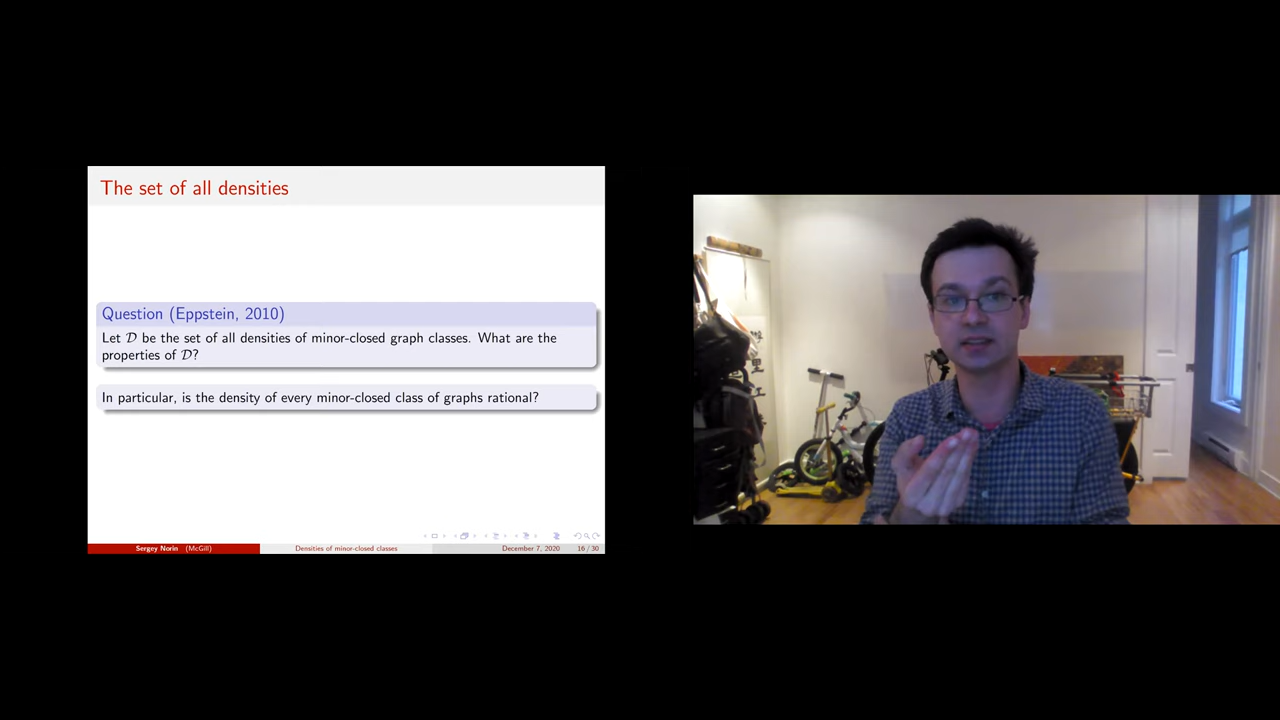 The set of all densities
Question (Eppstein, 2010)
Let 𝒟 be the set of all densities of minor-closed graph classes. What are the
properties of 𝒟?
In particular, is the density of every minor-closed class of graphs rational?
Sergey Norin (McGill)
Densities of minor-closed classes
December 7, 2020
16 / 30